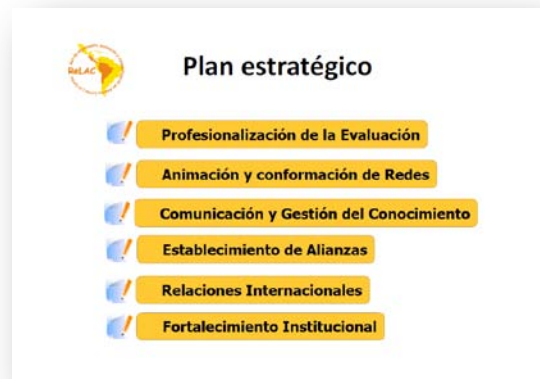 ReLAC
Plan estratégico
Profesionalización de la Evaluación
Animación y conformación de Redes
Comunicación y Gestión del Conocimiento
Establecimiento de Alianzas
Relaciones Internacionales
Fortalecimiento Institucional